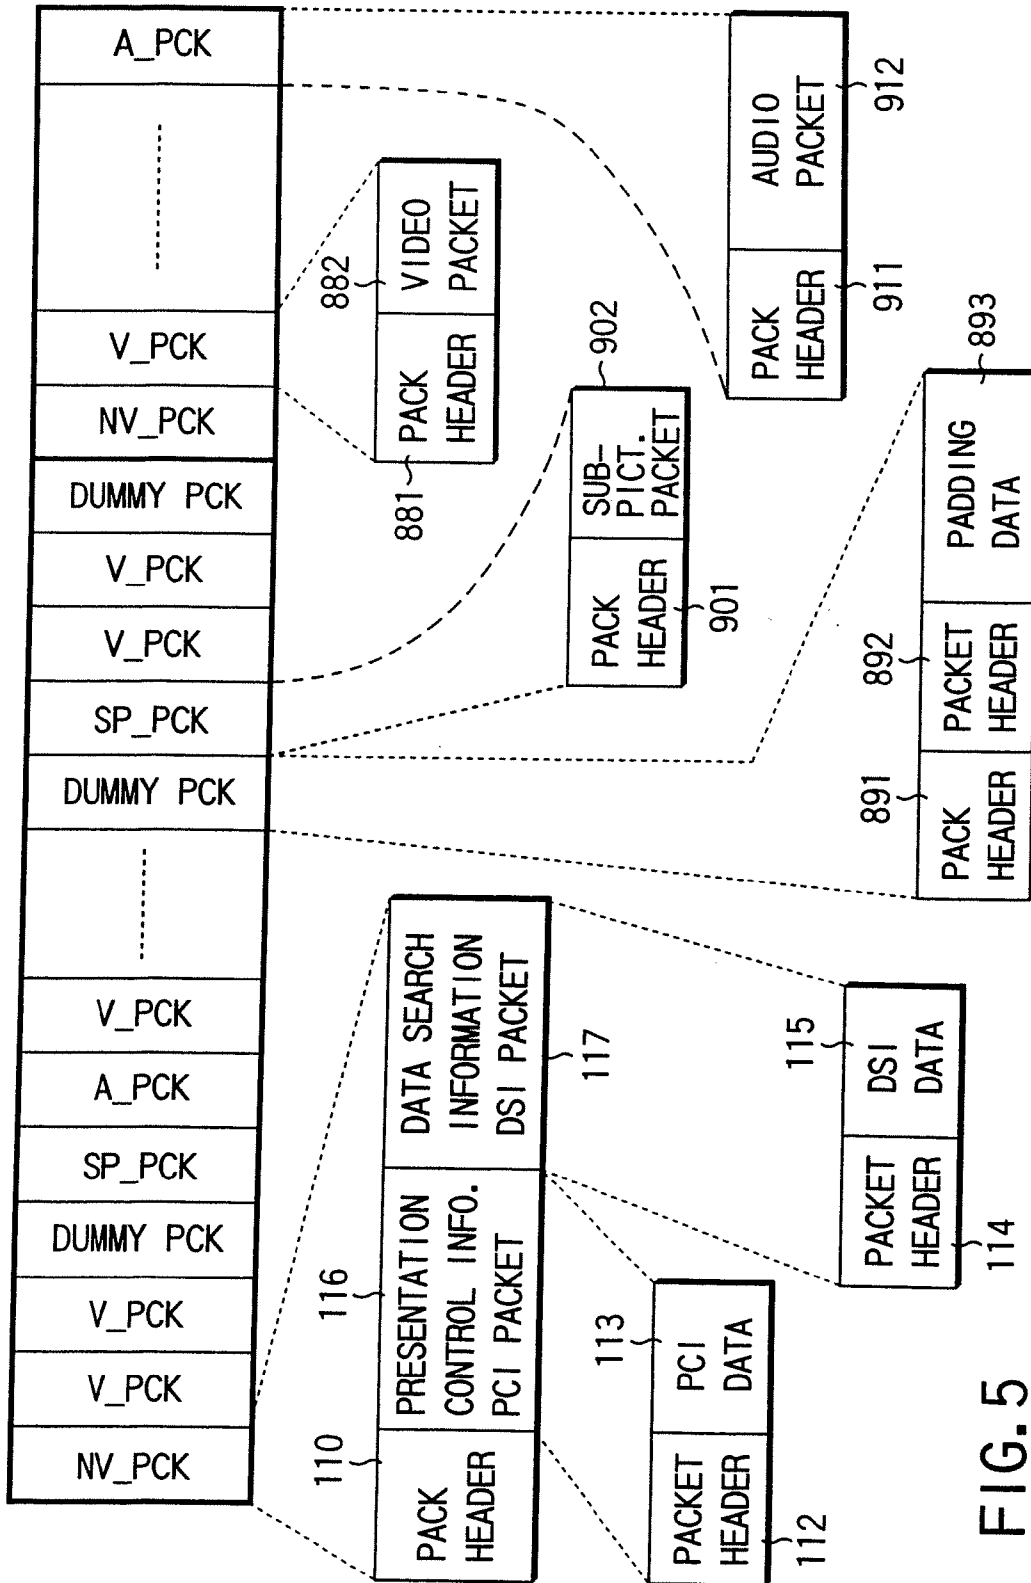 NV_PCK
V_PCK
V_PCK
DUMMY PCK
SP_PCK
A_PCK
V_PCK
DUMMY PCK
SP_PCK
V_PCK
V_PCK
DUMMY PCK
NV_PCK
V_PCK
A_PCK
110
PACK
HEADER
116
PRESENTATION
CONTROL INFO.
PCI PACKET
DATA SEARCH
INFORMATION
DSI PACKET
117
881
PACK
HEADER
882
VIDEO
PACKET
PACK
HEADER
901
SUB-
PICT.
PACKET
902
PACKET
HEADER
112
113
PCI
DATA
PACKET
HEADER
114
115
DSI
DATA
PACK
HEADER
911
AUDIO
PACKET
912
891
PACK
HEADER
892
PACKET
HEADER
PADDING
DATA
893
FIG. 5